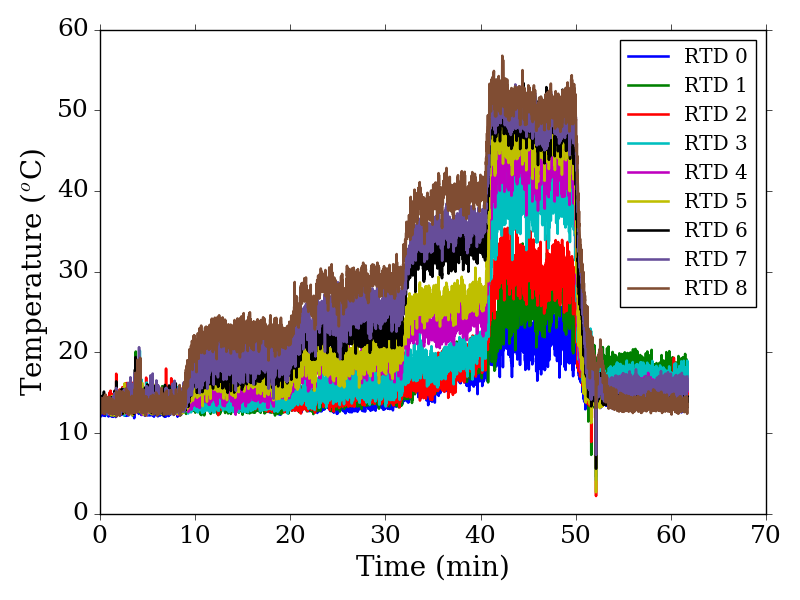 60
50
40
30
20
10
0
Temperature (°C)
0 10 20 30 40 50 60 70
Time (min)
RTD 0
RTD 1
RTD 2
RTD 3
RTD 4
RTD 5
RTD 6
RTD 7
RTD 8